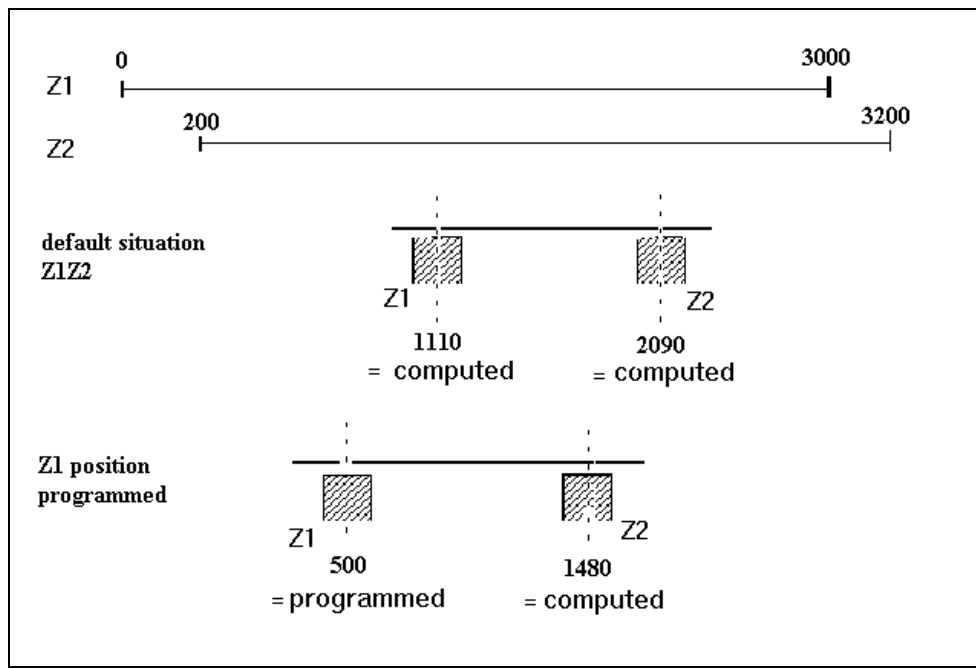 0
3000
Z1
200
3200
Z2
default situation
Z1Z2
Z1
Z2
1110
2090
= computed
= computed
Z1 position
programmed
Z1
Z2
500
1480
= programmed
= computed